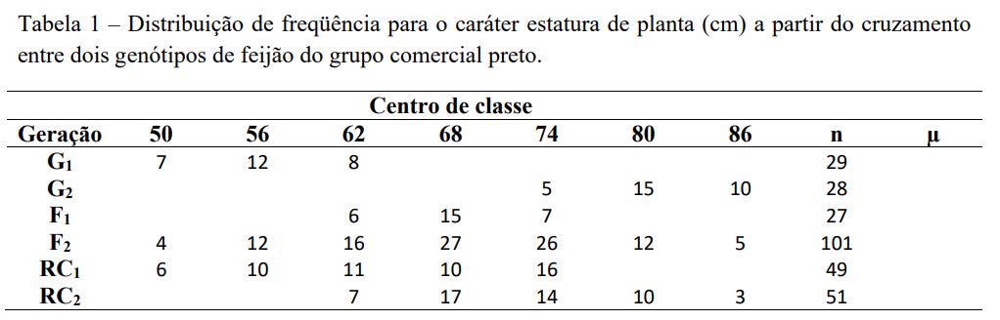 Tabela 1 – Distribuição de freqüência para o caráter estatura de planta (cm) a partir do cruzamento
entre dois genótipos de feijão do grupo comercial preto.
Centro de classe
Geração 50 56 62 68 74 80 86 n μ
G1 7 12 8 29
G2 5 15 10 28
F1 6 15 7 27
F2 4 12 16 27 26 12 5 101
RC1 6 10 11 10 16 49
RC2 7 17 14 10 3 51